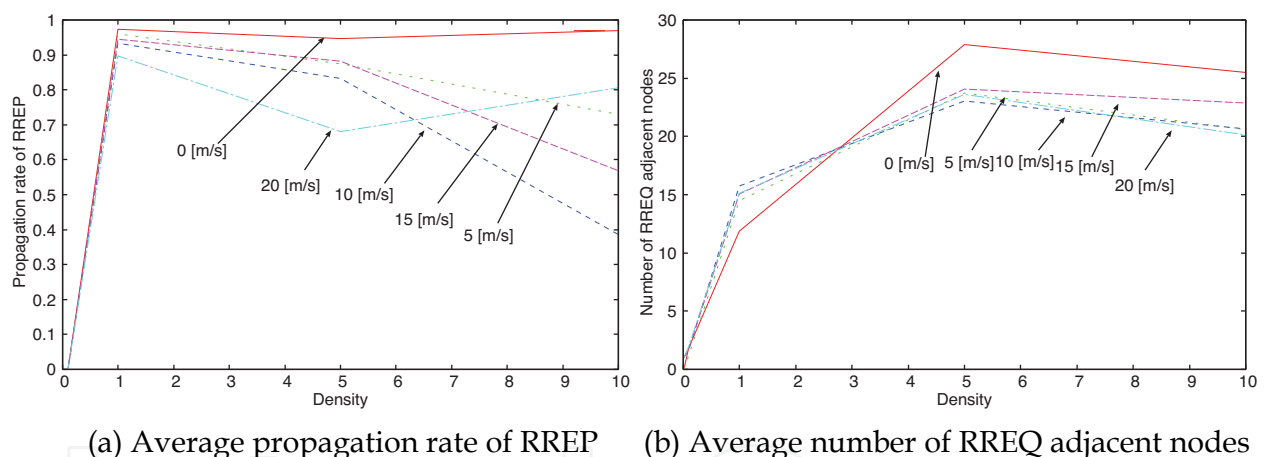 1
0.9
0.8
0.7
0.6
0.5
0.4
0.3
0.2
0.1
0
Propagation rate of RREP
0 1 2 3 4 5 6 7 8 9 10
Density
0 [m/s]
20 [m/s]
10 [m/s]
15 [m/s]
5 [m/s]
(a) Average propagation rate of RREP
30
25
20
15
10
5
0
Number of RREQ adjacent nodes
0 1 2 3 4 5 6 7 8 9 10
Density
0 [m/s]
5 [m/s]
10 [m/s]
15 [m/s]
20 [m/s]
(b) Average number of RREQ adjacent nodes